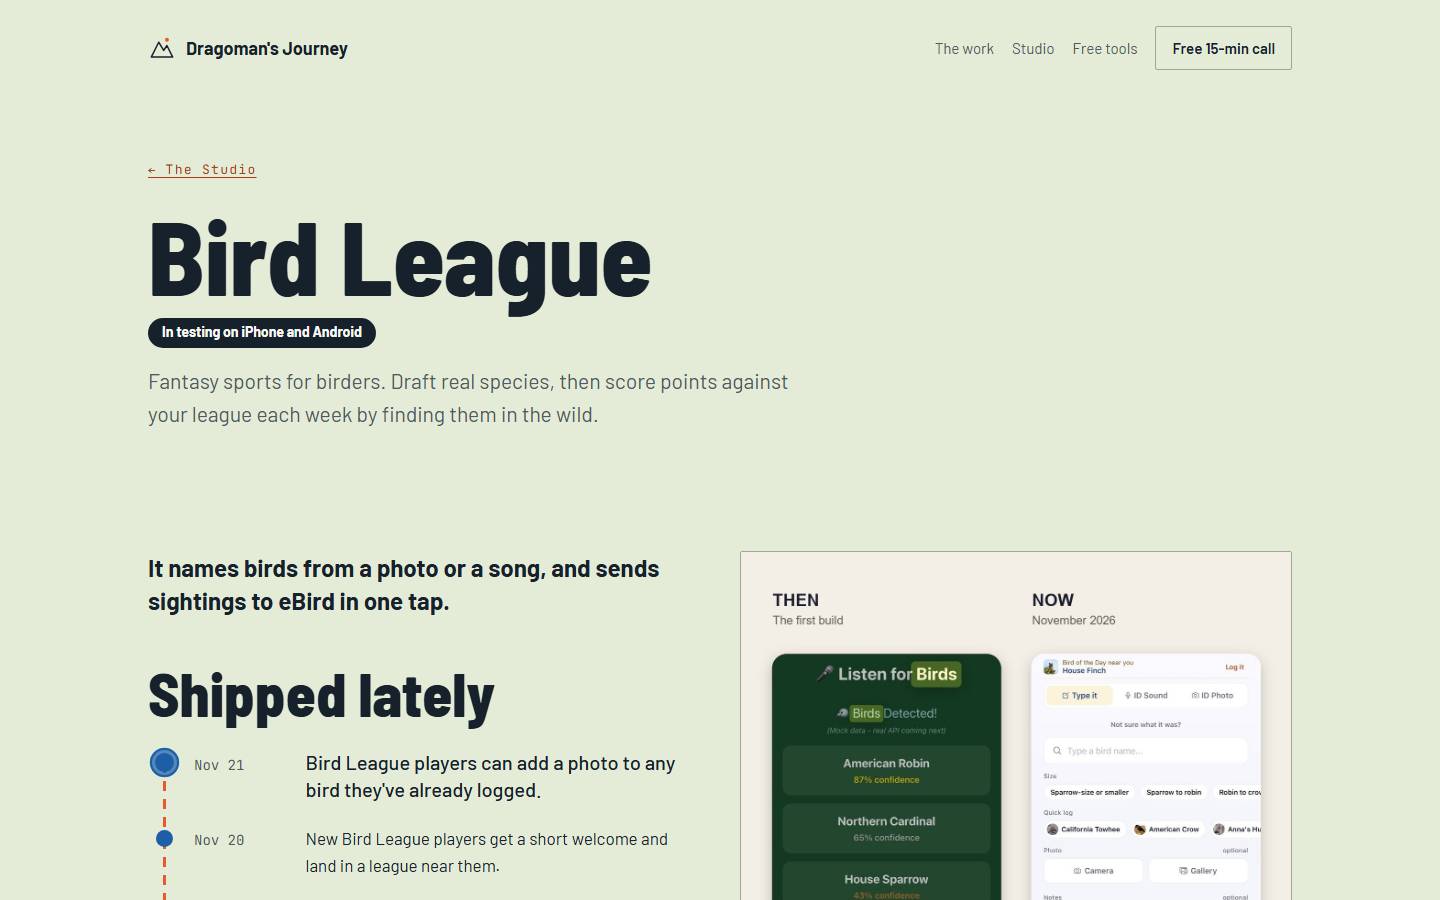 Dragoman's Journey
The work
Studio
Free tools
Free 15-min call
← The Studio
Bird League
In testing on iPhone and Android
Fantasy sports for birders. Draft real species, then score points against
your league each week by finding them in the wild.
It names birds from a photo or a song, and sends
sightings to eBird in one tap.
Shipped lately
Nov 21
Bird League players can add a photo to any
bird they've already logged.
Nov 20
New Bird League players get a short welcome and
land in a league near them.
THEN
The first build
Listen for Birds
Birds Detected!
(Mock data - real API coming next)
American Robin
87% confidence
Northern Cardinal
65% confidence
House Sparrow
43% confidence
NOW
November 2026
Bird of the Day near you
House Finch
Log it
Type it
ID Sound
ID Photo
Not sure what it was?
Type a bird name...
Size
Sparrow-size or smaller
Sparrow to robin
Robin to crow
Quick log
California Towhee
American Crow
Anna's Hu
Photo
optional
Camera
Gallery
Notes
optional